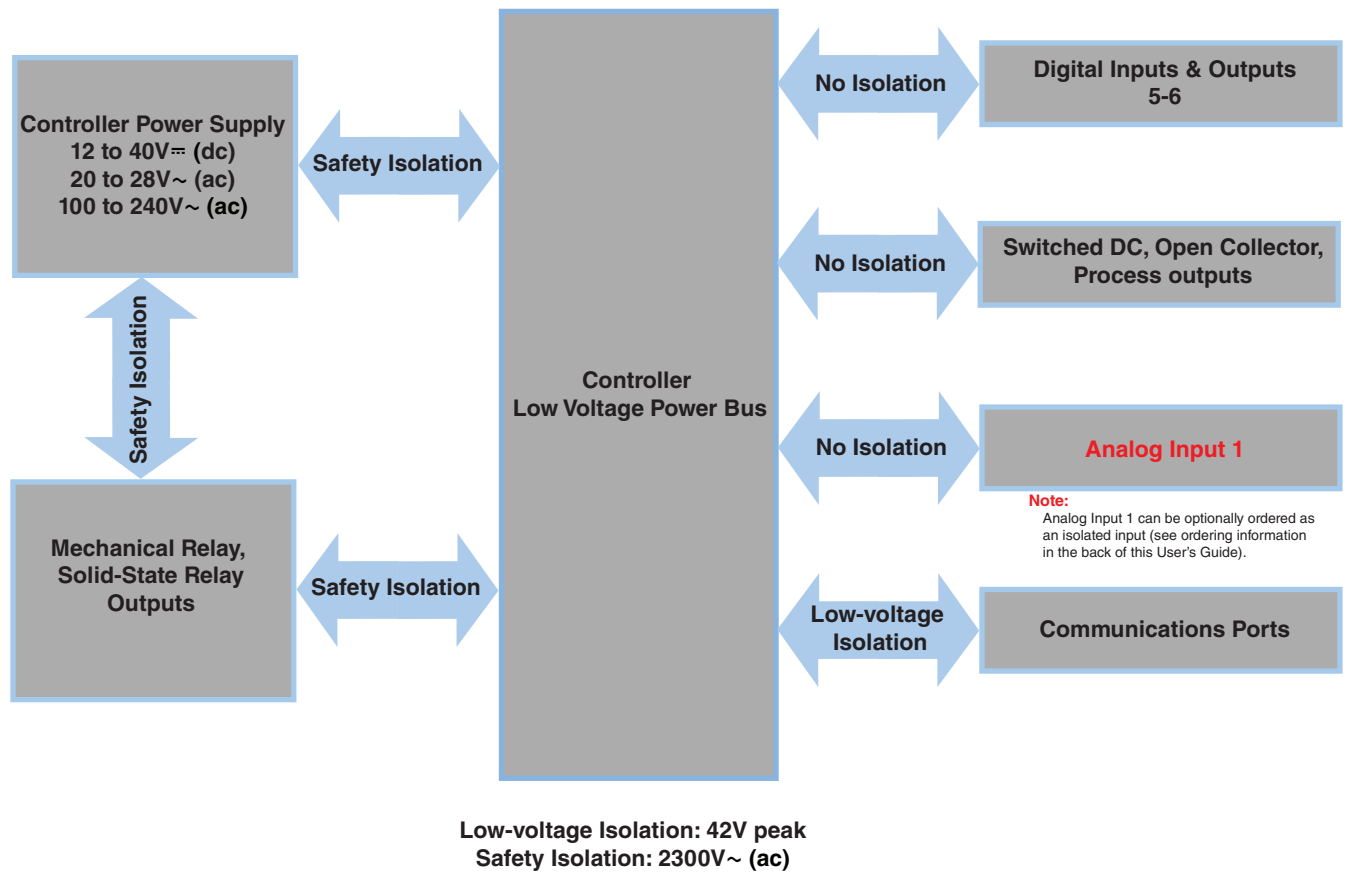 Controller Power Supply
12 to 40V⎓ (dc)
20 to 28V~ (ac)
100 to 240V~ (ac)
Safety Isolation
Safety Isolation
Mechanical Relay,
Solid-State Relay
Outputs
Safety Isolation
Controller
Low Voltage Power Bus
No Isolation
Digital Inputs & Outputs
5-6
No Isolation
Switched DC, Open Collector,
Process outputs
No Isolation
Analog Input 1
Note:
Analog Input 1 can be optionally ordered as
an isolated input (see ordering information
in the back of this User's Guide).
Low-voltage
Isolation
Communications Ports
Low-voltage Isolation: 42V peak
Safety Isolation: 2300V~ (ac)